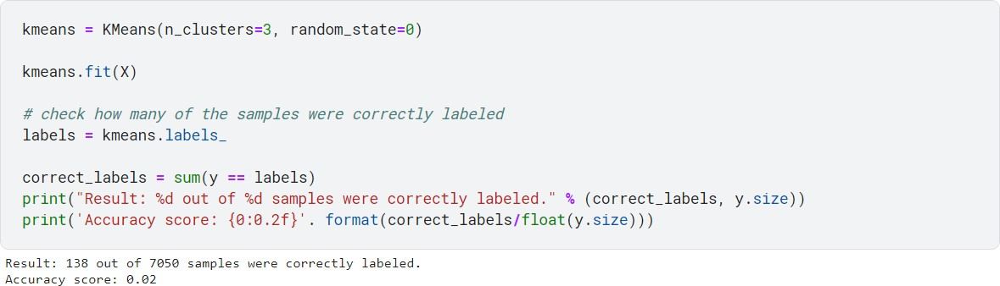 kmeans = KMeans(n_clusters=3, random_state=0)
kmeans.fit(X)
# check how many of the samples were correctly labeled
labels = kmeans.labels_
correct_labels = sum(y == labels)
print("Result: %d out of %d samples were correctly labeled." % (correct_labels, y.size))
print('Accuracy score: {0:0.2f}'. format(correct_labels/float(y.size)))
Result: 138 out of 7050 samples were correctly labeled.
Accuracy score: 0.02